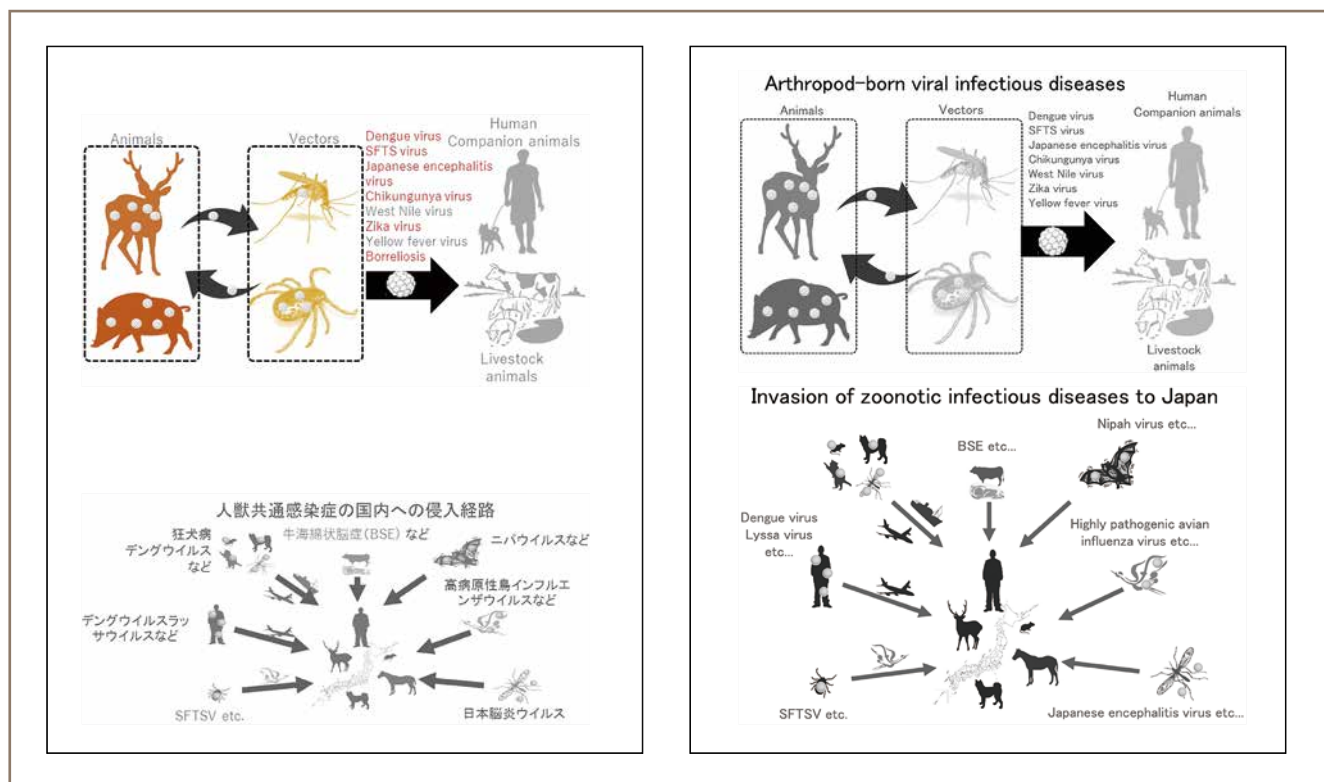 Animals
Vectors
Dengue virus
SFTS virus
Japanese encephalitis
virus
Chikungunya virus
West Nile virus
Zika virus
Yellow fever virus
Borreliosis
Human
Companion animals
Livestock
animals
人獣共通感染症の国内への侵入経路
狂犬病
デングウイルス
など
牛海綿状脳症(BSE) など
ニパウイルスなど
高病原性鳥インフルエ
ンザウイルスなど
デングウイルスラッ
サウイルスなど
SFTSV etc.
日本脳炎ウイルス
Arthropod-born viral infectious diseases
Animals
Vectors
Dengue virus
SFTS virus
Japanese encephalitis virus
Chikungunya virus
West Nile virus
Zika virus
Yellow fever virus
Human
Companion animals
Livestock
animals
Invasion of zoonotic infectious diseases to Japan
BSE etc...
Nipah virus etc...
Dengue virus
Lyssa virus
etc...
Highly pathogenic avian
influenza virus etc...
SFTSV etc.
Japanese encephalitis virus etc...